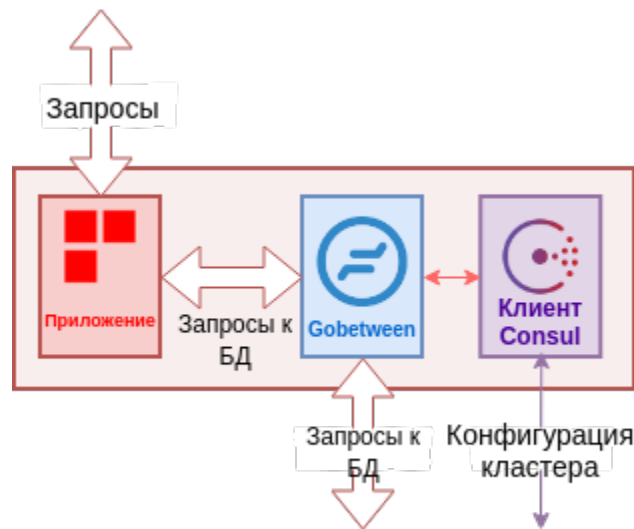 Запросы
Приложение
Запросы к
БД
Gobetween
Клиент
Consul
Запросы к
БД
Конфигурация
кластера